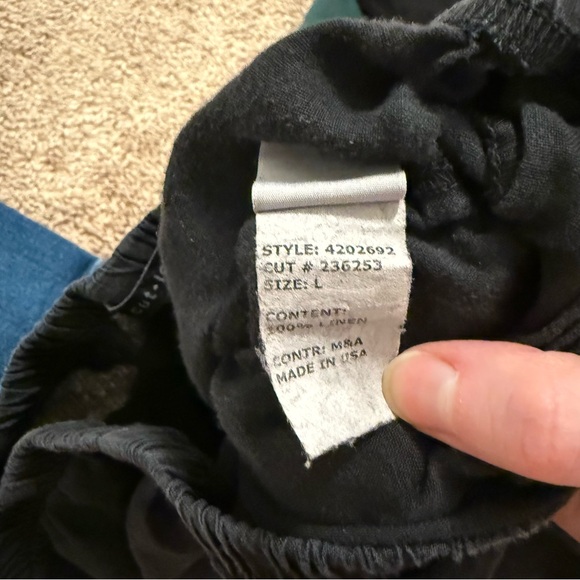 STYLE: 4202692
CUT # 236253
SIZE: L
CONTENT:
100% LINEN
CONTR: M&A
MADE IN USA